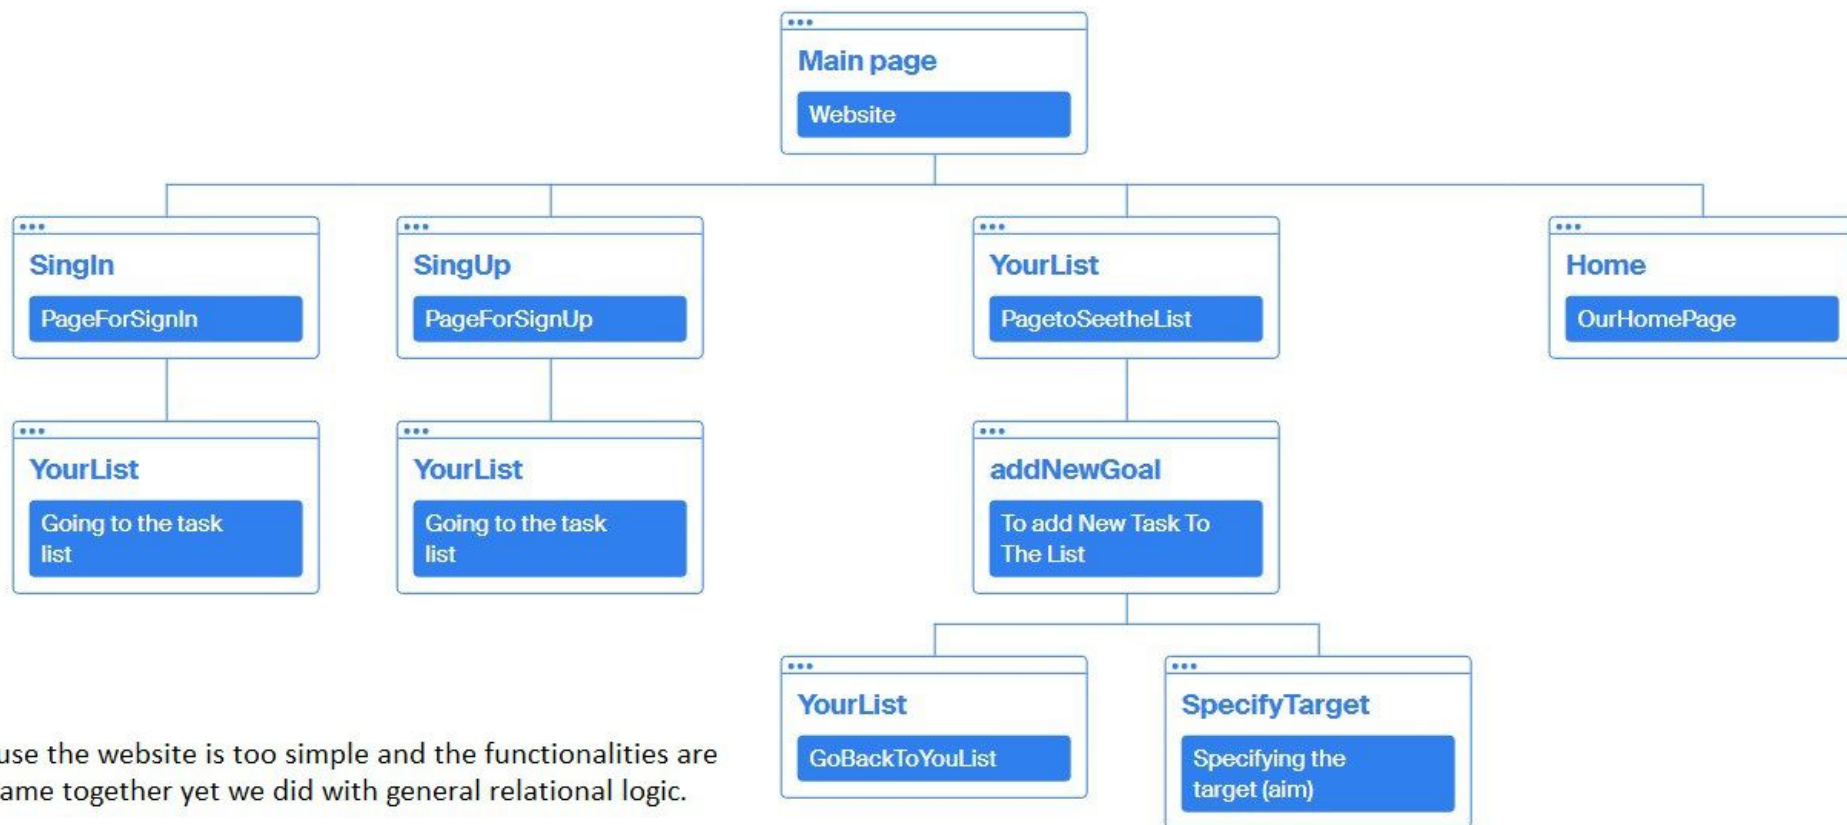 Main page
Website
SingIn
PageForSignIn
SingUp
PageForSignUp
YourList
PagetoSeetheList
Home
OurHomePage
YourList
Going to the task
list
YourList
Going to the task
list
addNewGoal
To add New Task To
The List
YourList
GoBackToYouList
SpecifyTarget
Specifying the
target (aim)
use the website is too simple and the functionalities are
ame together yet we did with general relational logic.